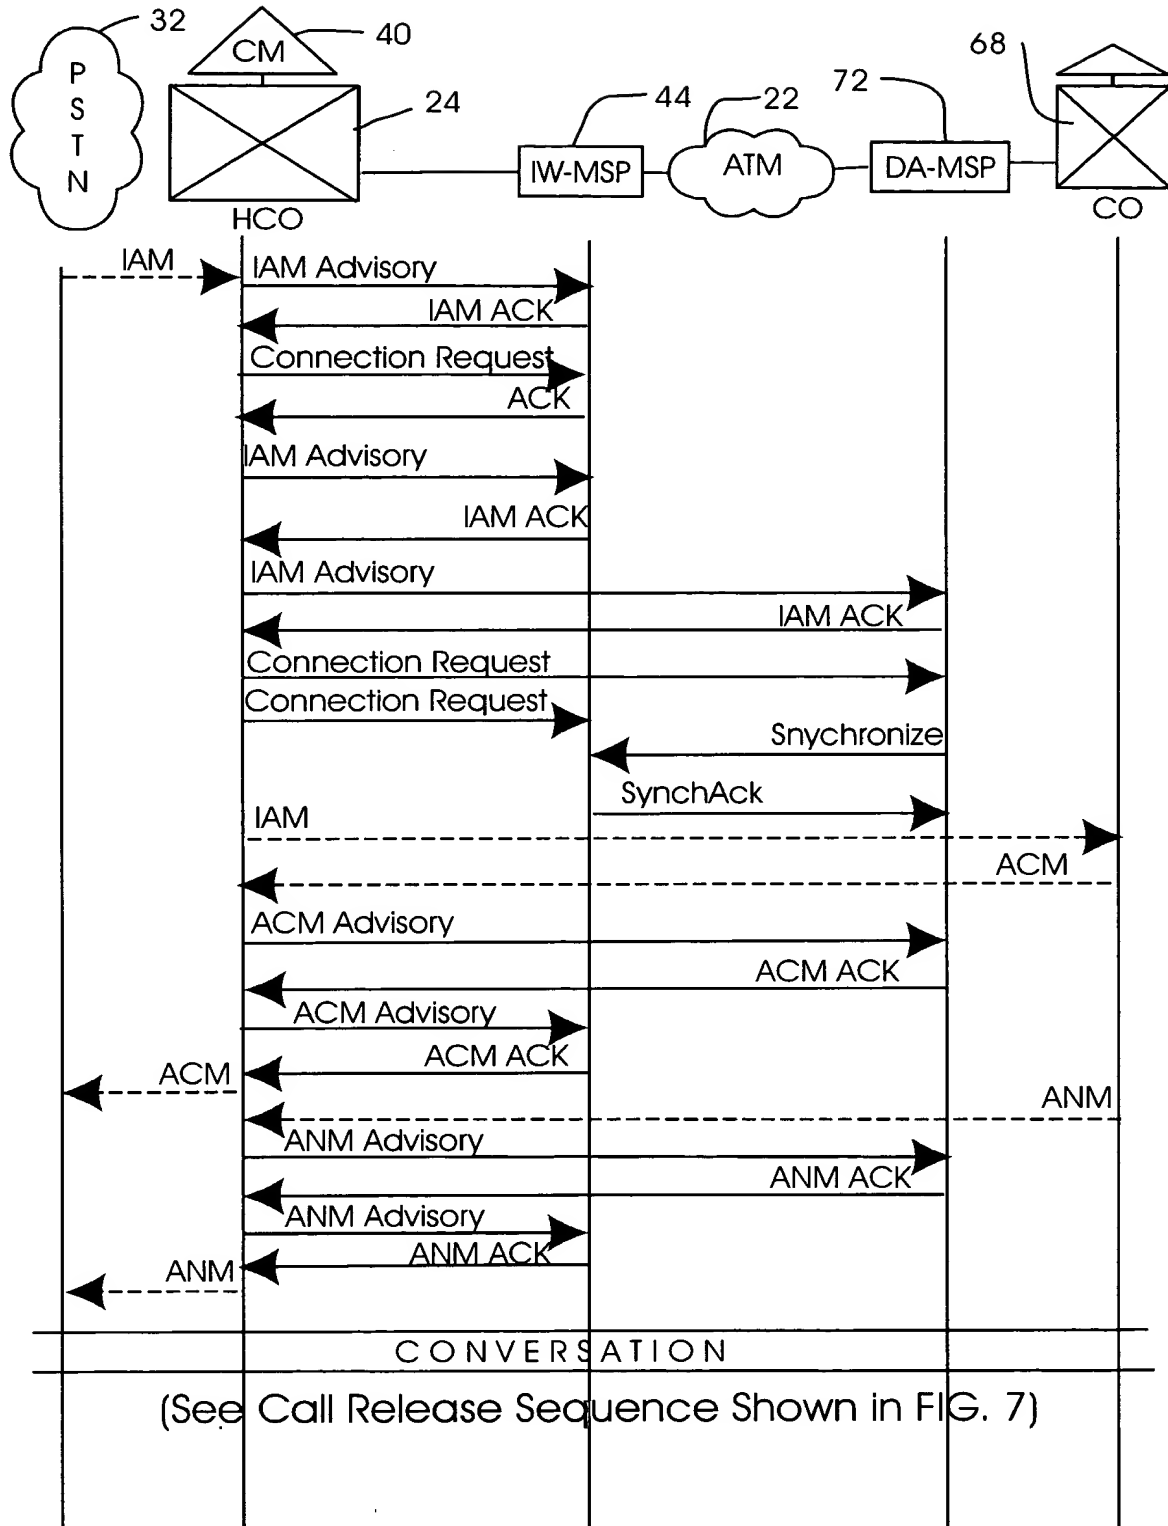 32
CM
40
68
P
S
T
N
24
44
22
72
IW-MSP
ATM
DA-MSP
HCO
CO
IAM
IAM Advisory
IAM ACK
Connection Request
ACK
IAM Advisory
IAM ACK
IAM Advisory
IAM ACK
Connection Request
Connection Request
Snychronize
SynchAck
IAM
ACM
ACM Advisory
ACM ACK
ACM Advisory
ACM ACK
ACM
ANM
ANM Advisory
ANM ACK
ANM Advisory
ANM ACK
ANM
CONVERSATION
(See Call Release Sequence Shown in FIG. 7)